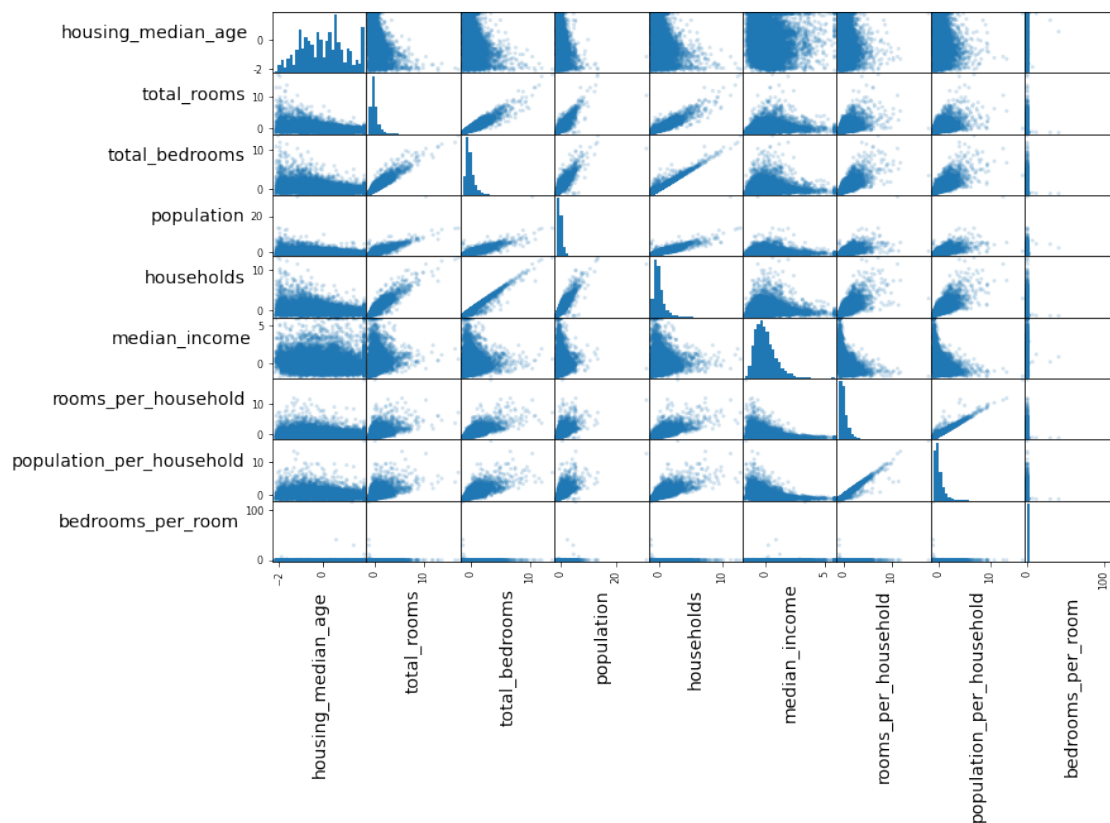 housing_median_age
0
-2
total_rooms
10
0
total_bedrooms
10
0
population
20
0
households
10
0
median_income
5
0
rooms_per_household
10
0
population_per_household
10
0
bedrooms_per_room
100
0
-2 0 0 10 0 10 0 20 0 10 0 5 0 10 0 10 0 100
housing_median_age
total_rooms
total_bedrooms
population
households
median_income
rooms_per_household
population_per_household
bedrooms_per_room